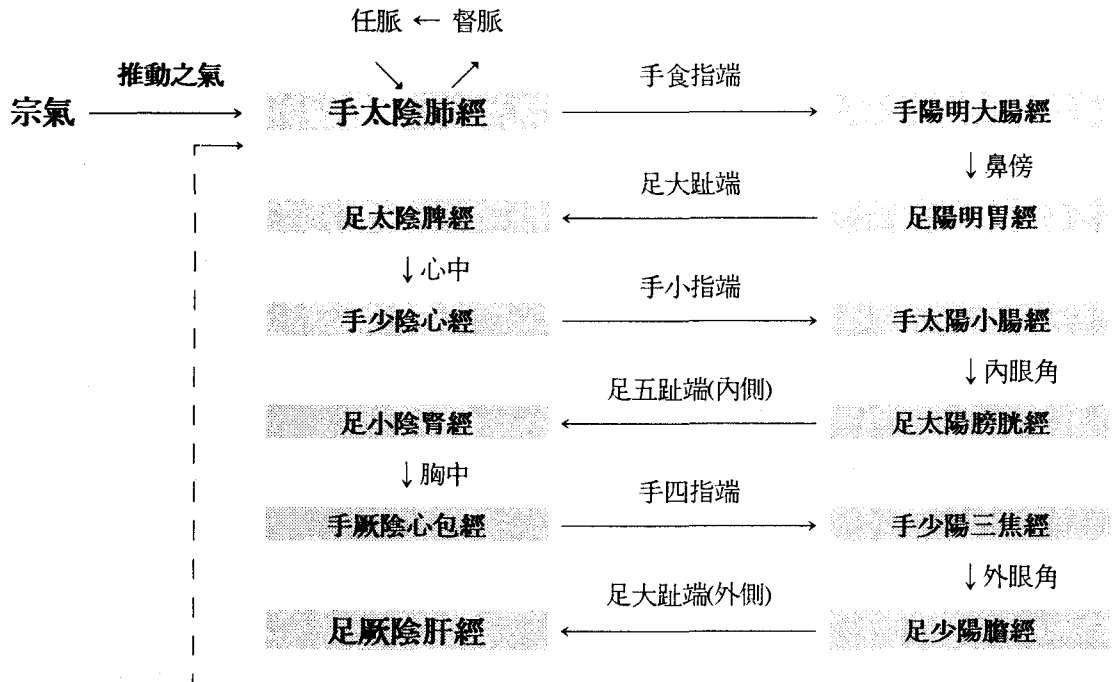 任脈 ← 督脈
推動之氣 手食指端
宗氣 手太陰肺經 手陽明大腸經
↓鼻傍
足大趾端
足太陰脾經 足陽明胃經
↓心中
手小指端
手少陰心經 手太陽小腸經
↓內眼角
足五趾端(內側)
足小陰腎經 足太陽膀胱經
↓胸中
手四指端
手厥陰心包經 手少陽三焦經
↓外眼角
足大趾端(外側)
足厥陰肝經 足少陽膽經